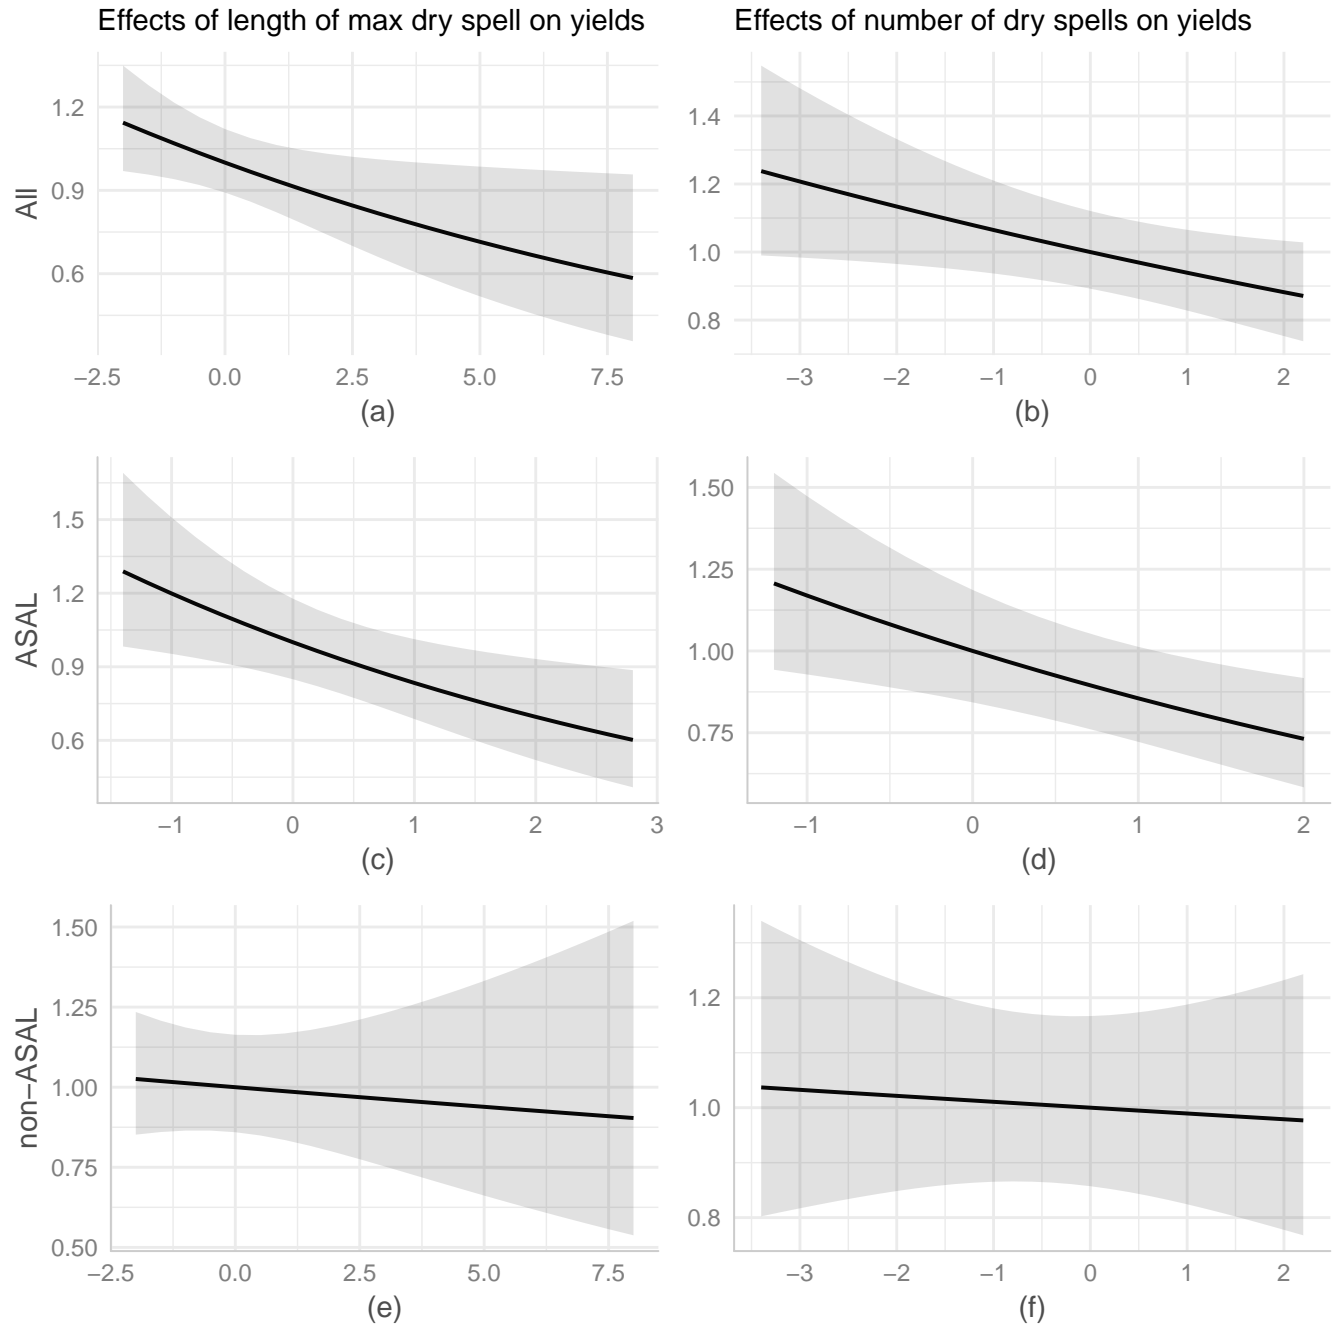 Effects of length of max dry spell on yields
Effects of number of dry spells on yields
All
1.2
0.9
0.6
−2.5 0.0 2.5 5.0 7.5
(a)
1.4
1.2
1.0
0.8
−3 −2 −1 0 1 2
(b)
ASAL
1.5
1.2
0.9
0.6
−1 0 1 2 3
(c)
1.50
1.25
1.00
0.75
−1 0 1 2
(d)
non−ASAL
1.50
1.25
1.00
0.75
0.50
−2.5 0.0 2.5 5.0 7.5
(e)
1.2
1.0
0.8
−3 −2 −1 0 1 2
(f)